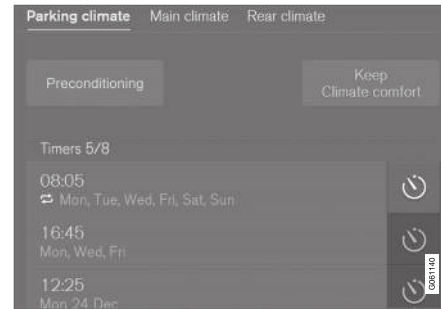 Parking climate Main climate Rear climate
Preconditioning
Keep
Climate comfort
Timers 5/8
08:05
Mon, Tue, Wed, Fri, Sat, Sun
16:45
Mon, Wed, Fri
12:25
Mon 24 Dec
G061140